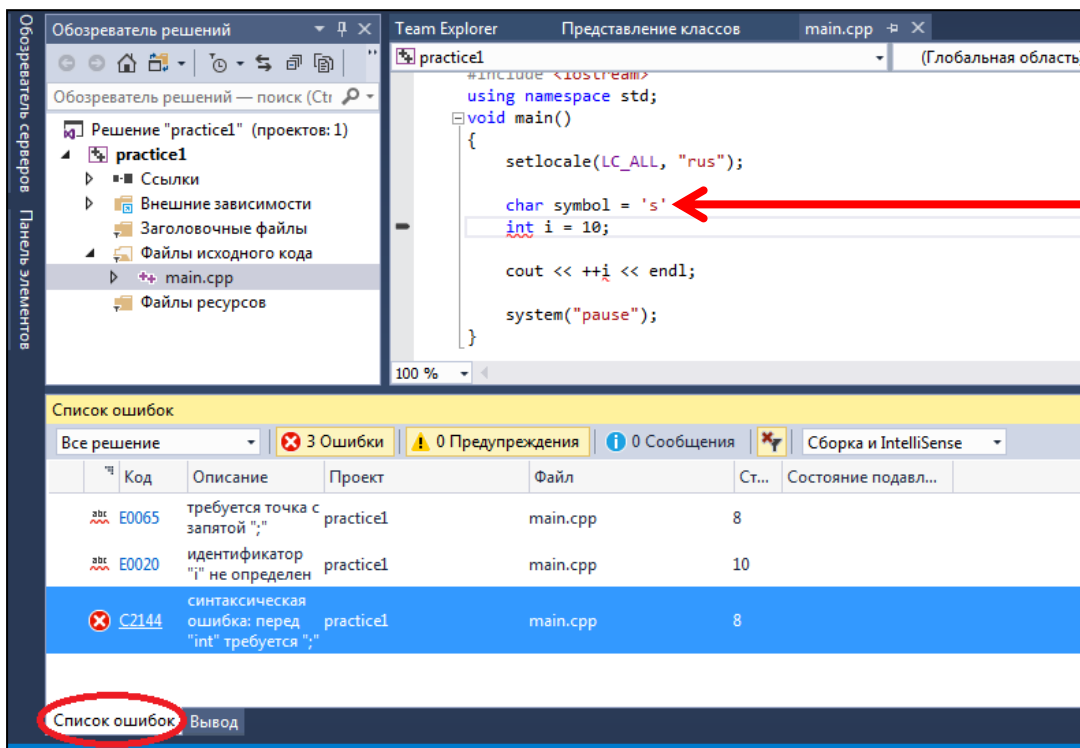 Обозреватель серверов
Панель элементов
Обозреватель решений
Обозреватель решений — поиск (Ctr
Решение "practice1" (проектов: 1)
practice1
Ссылки
Внешние зависимости
Заголовочные файлы
Файлы исходного кода
main.cpp
Файлы ресурсов
Team Explorer Представление классов main.cpp
practice1 (Глобальная область)
#include <iostream>
using namespace std;
void main()
{
setlocale(LC_ALL, "rus");
char symbol = 's'
int i = 10;
cout << ++i << endl;
system("pause");
}
100 %
Список ошибок
Все решение 3 Ошибки 0 Предупреждения 0 Сообщения Сборка и IntelliSense
Код Описание Проект Файл Ст... Состояние подавл...
abc E0065 требуется точка с запятой ";" practice1 main.cpp 8
abc E0020 идентификатор "i" не определен practice1 main.cpp 10
C2144 синтаксическая ошибка: перед "int" требуется ";" practice1 main.cpp 8
Список ошибок Вывод